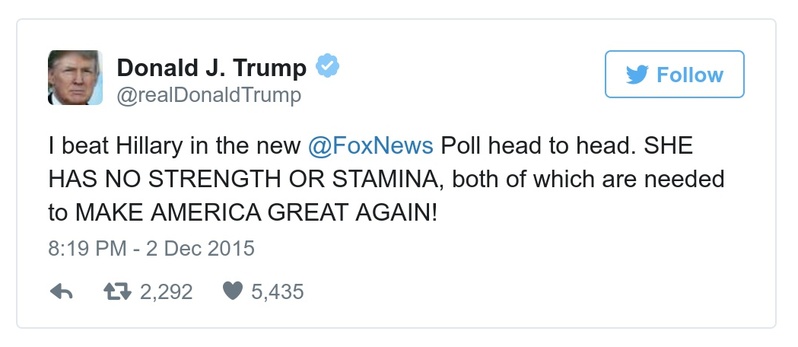 Donald J. Trump
@realDonaldTrump
Follow
I beat Hillary in the new @FoxNews Poll head to head. SHE
HAS NO STRENGTH OR STAMINA, both of which are needed
to MAKE AMERICA GREAT AGAIN!
8:19 PM - 2 Dec 2015
2,292 5,435